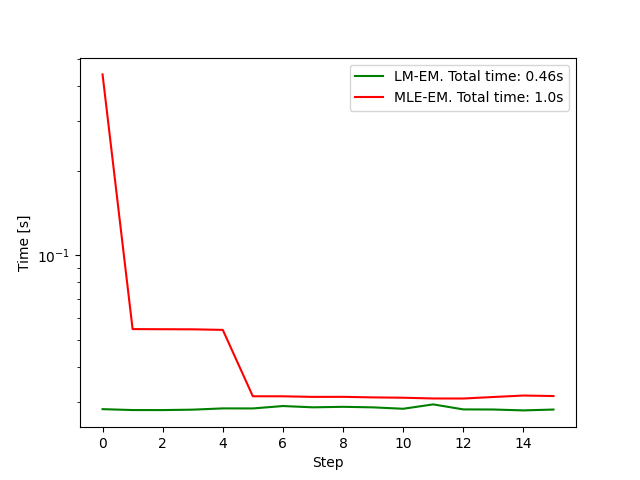 LM-EM. Total time: 0.46s
MLE-EM. Total time: 1.0s
Time [s]
10⁻¹
0 2 4 6 8 10 12 14
Step